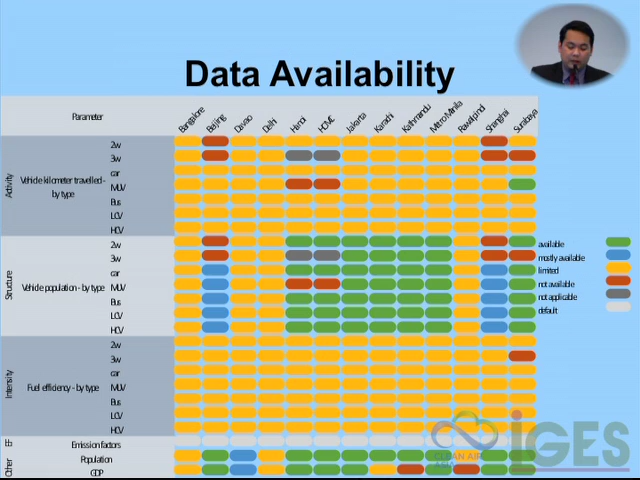 Data Availability
Parameter
Bangalore
Beijing
Davao
Delhi
Hanoi
HCMC
Jakarta
Karachi
Kathmandu
Metro Manila
Rawalpindi
Shanghai
Surabaya
Activity
Vehicle kilometer travelled -
by type
2w
3w
car
MUV
Bus
LCV
HCV
Structure
Vehicle population - by type
2w
3w
car
MUV
Bus
LCV
HCV
Intensity
Fuel efficiency - by type
2w
3w
car
MUV
Bus
LCV
HCV
EF
Emission factors
Other
Population
GDP
available
mostly available
limited
not available
not applicable
default
CLEAN AIR
ASIA
IGES